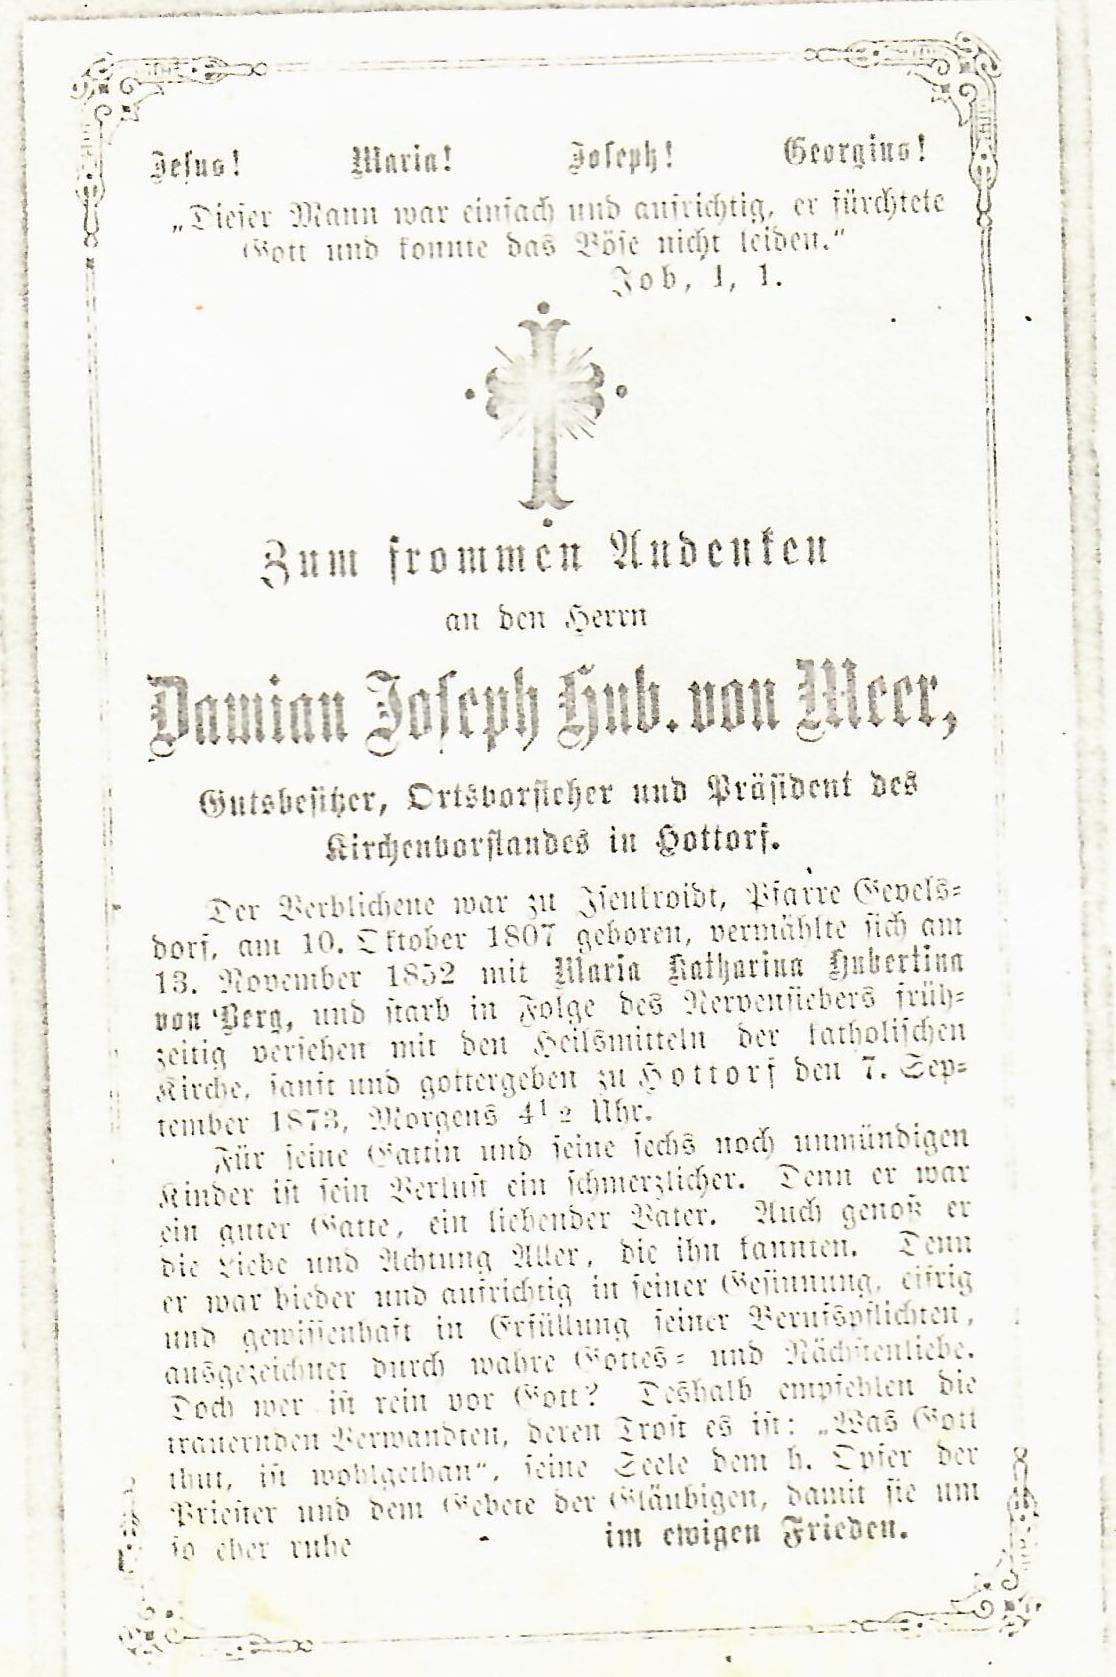 Jesus! Maria! Joseph! Georgius!
„Dieser Mann war einfach und aufrichtig, er fürchtete
Gott und konnte das Böse nicht leiden.“
Job, 1, 1.
Zum frommen Andenken
an den Herrn
Damian Joseph Hub. von Meer,
Gutsbesitzer, Ortsvorsteher und Präsident des
Kirchenvorstandes in Hottorf.
Der Verblichene war zu Isenkroidt, Pfarre Gevels-
dorf, am 10. Oktober 1807 geboren, vermählte sich am
13. November 1852 mit Maria Katharina Hubertina
von Berg, und starb in Folge des Nervenfiebers früh-
zeitig versehen mit den Heilsmitteln der katholischen
Kirche, sanft und gottergeben zu Hottorf den 7. Sep-
tember 1873, Morgens 4½ Uhr.
Für seine Gattin und seine sechs noch unmündigen
Kinder ist sein Verlust ein schmerzlicher. Denn er war
ein guter Gatte, ein liebender Vater. Auch genoß er
die Liebe und Achtung Aller, die ihn kannten. Denn
er war bieder und aufrichtig in seiner Gesinnung, eifrig
und gewissenhaft in Erfüllung seiner Berufspflichten,
ausgezeichnet durch wahre Gottes- und Nächstenliebe.
Doch wer ist rein vor Gott? Deshalb empfehlen die
trauernden Verwandten, deren Trost es ist: „Was Gott
thut, ist wohlgethan“, seine Seele dem h. Opfer der
Priester und dem Gebete der Gläubigen, damit sie um
so eher ruhe im ewigen Frieden.